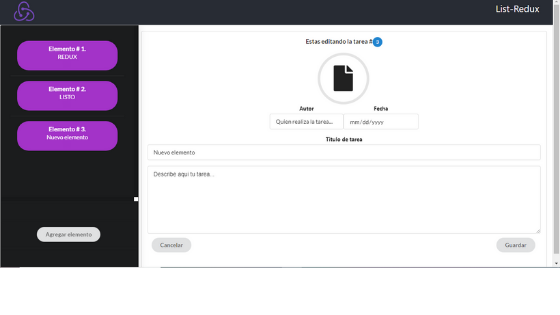 List-Redux
Elemento # 1.
REDUX
Elemento # 2.
LISTO
Elemento # 3.
Nuevo elemento
Agregar elemento
Estas editando la tarea # 3
Autor
Fecha
Quien realiza la tarea...
mm/dd/yyyy
Titulo de tarea
Nuevo elemento
Describe aqui tu tarea...
Cancelar
Guardar